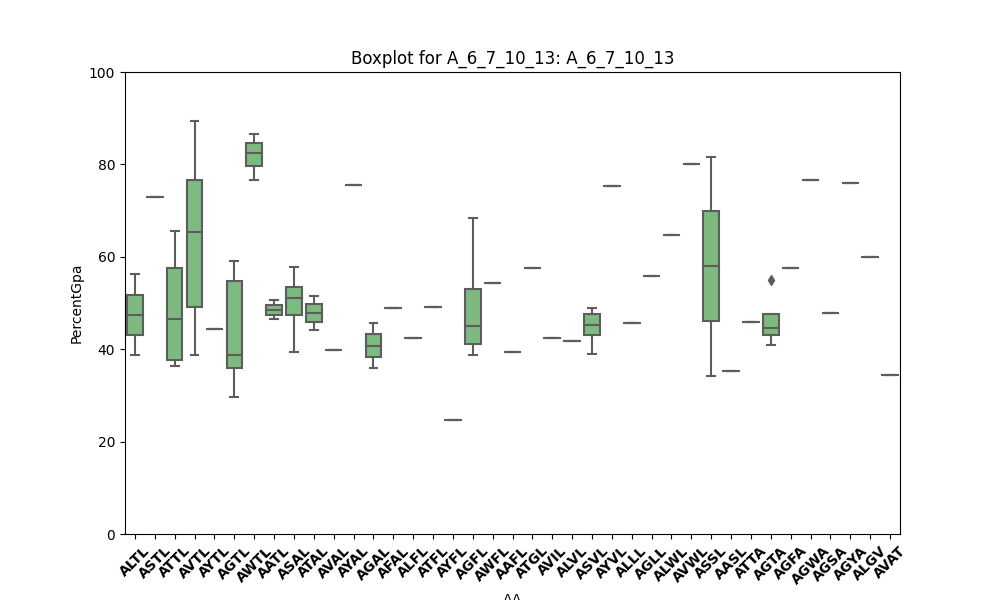 Boxplot for A_6_7_10_13: A_6_7_10_13
PercentGpa
100
80
60
40
20
0
ALTL ASTL ATTL AVTL AYTL AGTL AWTL AATL ASAL ATAL AVAL AYAL AGAL AFAL ALFL ATFL AYFL AGFL AWFL AAFL ATGL AVIL ALVL ASVL AYVL ALLL AGLL ALWL AVWL ASSL AASL ATTA AGTA AGFA AGWA AGSA AGYA ALGV AVAT
AA